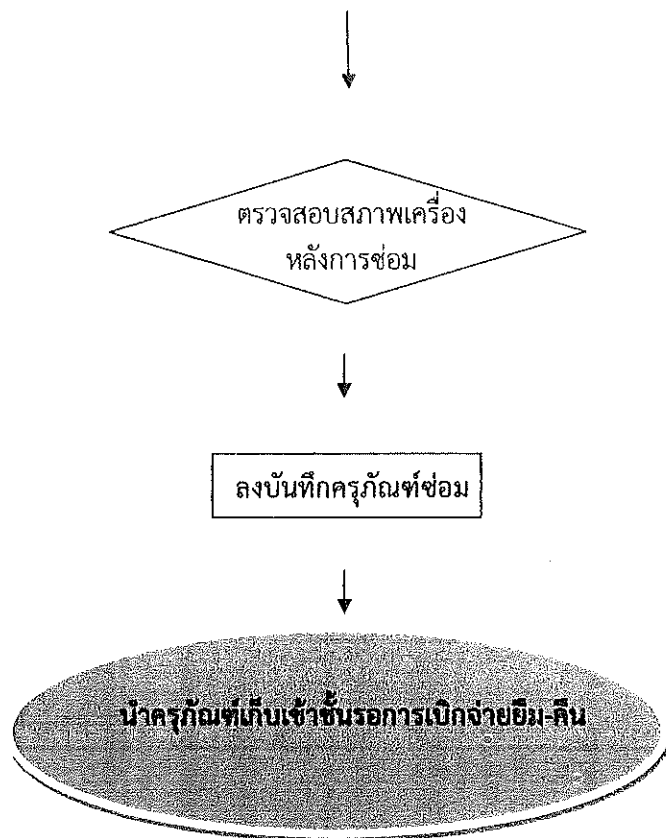 ตรวจสอบสภาพเครื่อง
หลังการซ่อม
ลงบันทึกครุภัณฑ์ซ่อม
นำครุภัณฑ์เก็บเข้าชั้นรอการเบิกจ่ายยืม-คืน